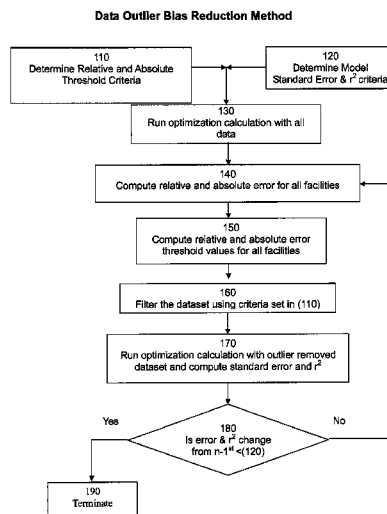 Data Outlier Bias Reduction Method
110
Determine Relative and Absolute
Threshold Criteria
120
Determine Model
Standard Error & r² criteria
130
Run optimization calculation with all
data
140
Compute relative and absolute error for all facilities
150
Compute relative and absolute error
threshold values for all facilities
160
Filter the dataset using criteria set in (110)
170
Run optimization calculation with outlier removed
dataset and compute standard error and r²
Yes
No
180
Is error & r² change
from n-1ˢᵗ <(120)
190
Terminate